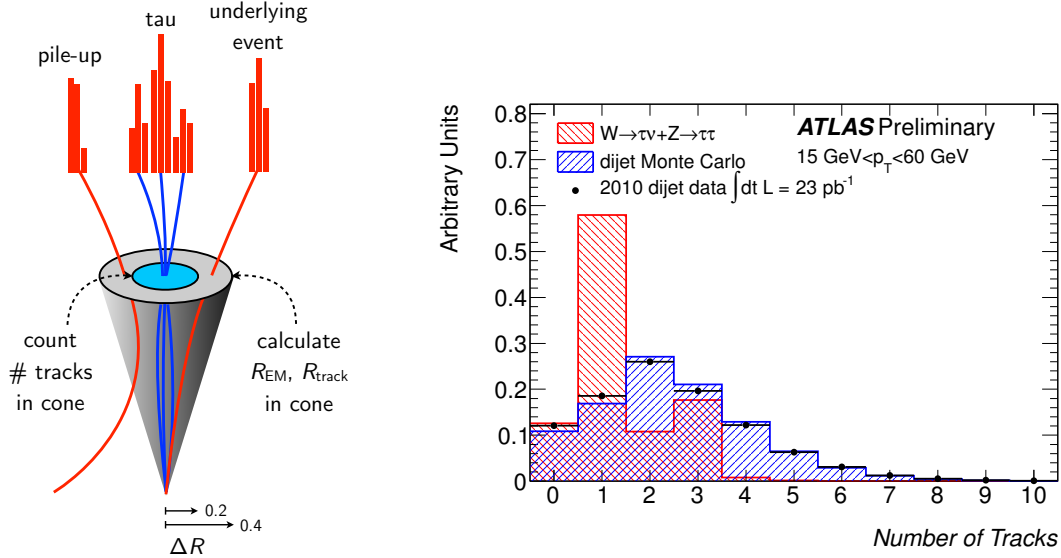 pile-up
tau
underlying
event
count
# tracks
in cone
calculate
R_EM, R_track
in cone
0.2
0.4
ΔR
Arbitrary Units
0.8
0.7
0.6
0.5
0.4
0.3
0.2
0.1
0
W→τν+Z→ττ
dijet Monte Carlo
2010 dijet data ∫dt L = 23 pb⁻¹
ATLAS Preliminary
15 GeV<p_T<60 GeV
0 1 2 3 4 5 6 7 8 9 10
Number of Tracks